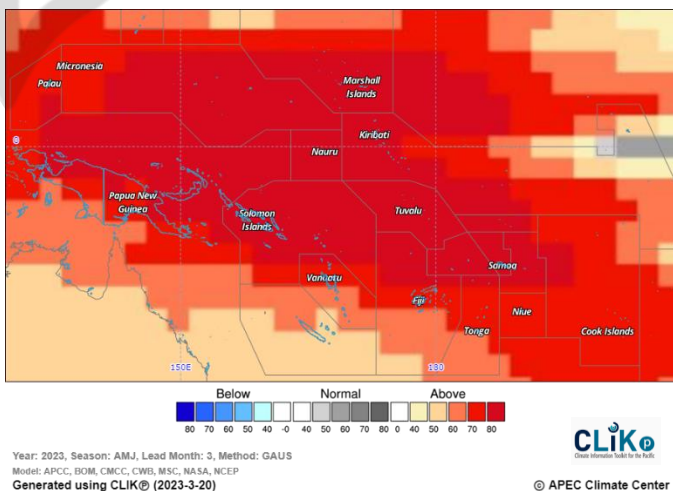 Micronesia
Palau
Marshall
Islands
0
Kiribati
Nauru
Papua New
Guinea
Solomon
Islands
Tuvalu
Samoa
Vanuatu
Fiji
Niue
Tonga
Cook Islands
150E
180
Below Normal Above
80 70 60 50 40 -0 40 50 60 70 80 0 40 50 60 70 80
Year: 2023, Season: AMJ, Lead Month: 3, Method: GAUS
Model: APCC, BOM, CMCC, CWB, MSC, NASA, NCEP
Generated using CLIK℗ (2023-3-20)
CLiK p
Climate Information Toolkit for the Pacific
© APEC Climate Center